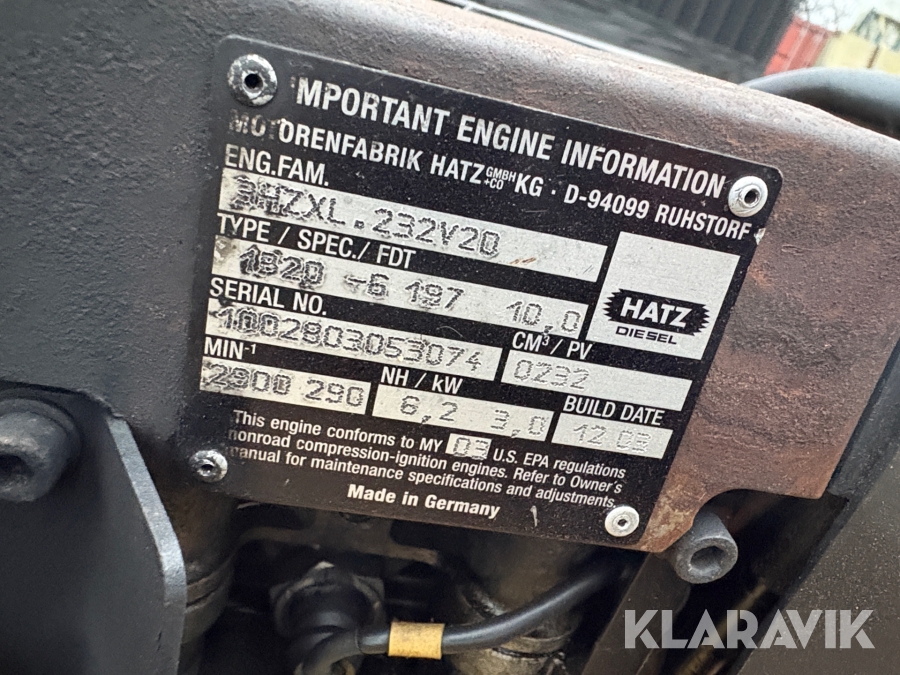 IMPORTANT ENGINE INFORMATION
MOTORENFABRIK HATZ GMBH +CO KG · D-94099 RUHSTORF
ENG.FAM.
3HZXL.232V20
TYPE / SPEC./ FDT
1B20 -6 197 10,0
HATZ
DIESEL
SERIAL NO.
1002803053074
CM³ / PV
0232
MIN-1
2900 290
NH / kW
6,2 3,0
BUILD DATE
12 03
This engine conforms to MY 03 U.S. EPA regulations
nonroad compression-ignition engines. Refer to Owner's
manual for maintenance specifications and adjustments.
Made in Germany
KLARAVIK